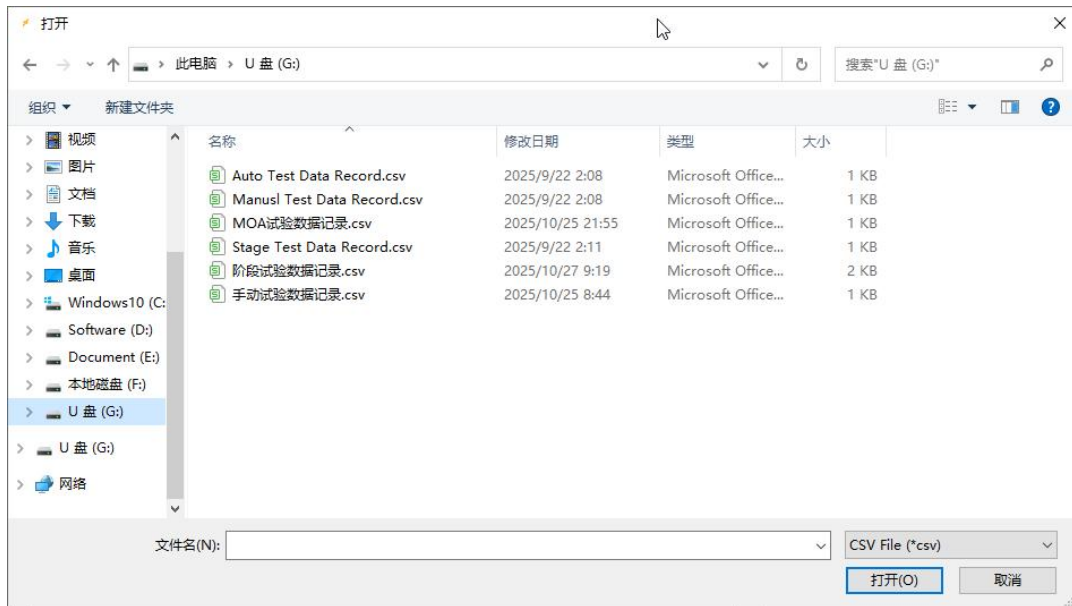 打开
此电脑 › U 盘 (G:)
搜索"U 盘 (G:)"
组织
新建文件夹
视频
图片
文档
下载
音乐
桌面
Windows10 (C:
Software (D:)
Document (E:)
本地磁盘 (F:)
U 盘 (G:)
U 盘 (G:)
网络
名称 修改日期 类型 大小
Auto Test Data Record.csv 2025/9/22 2:08 Microsoft Office... 1 KB
Manusl Test Data Record.csv 2025/9/22 2:08 Microsoft Office... 1 KB
MOA试验数据记录.csv 2025/10/25 21:55 Microsoft Office... 1 KB
Stage Test Data Record.csv 2025/9/22 2:11 Microsoft Office... 1 KB
阶段试验数据记录.csv 2025/10/27 9:19 Microsoft Office... 2 KB
手动试验数据记录.csv 2025/10/25 8:44 Microsoft Office... 1 KB
文件名(N):
CSV File (*csv)
打开(O)
取消